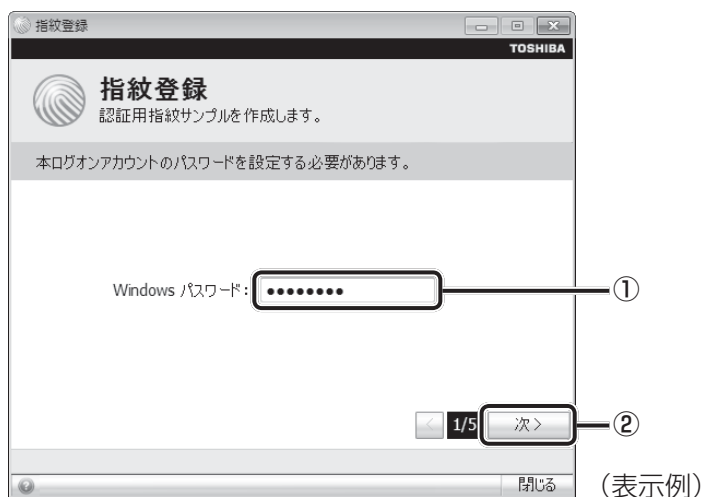 指紋登録
TOSHIBA
指紋登録
認証用指紋サンプルを作成します。
本ログオンアカウントのパスワードを設定する必要があります。
Windows パスワード: ●●●●●●●●
①
< 1/5 次 >
②
閉じる
(表示例)